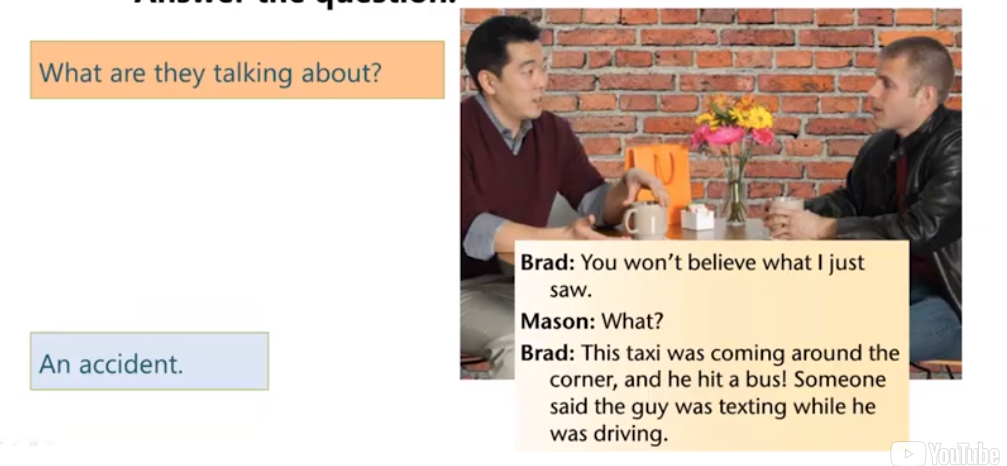 Answer the question.
What are they talking about?
An accident.
Brad: You won't believe what I just
saw.
Mason: What?
Brad: This taxi was coming around the
corner, and he hit a bus! Someone
said the guy was texting while he
was driving.
YouTube